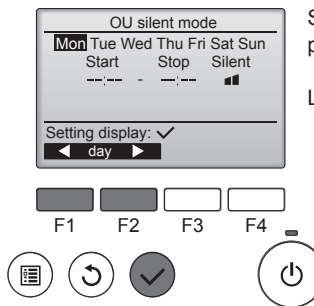 OU silent mode
Mon Tue Wed Thu Fri Sat Sun
Start Stop Silent
--:-- - --:--
Setting display: ✓
◀ day ▶
F1 F2 F3 F4
S
p
L